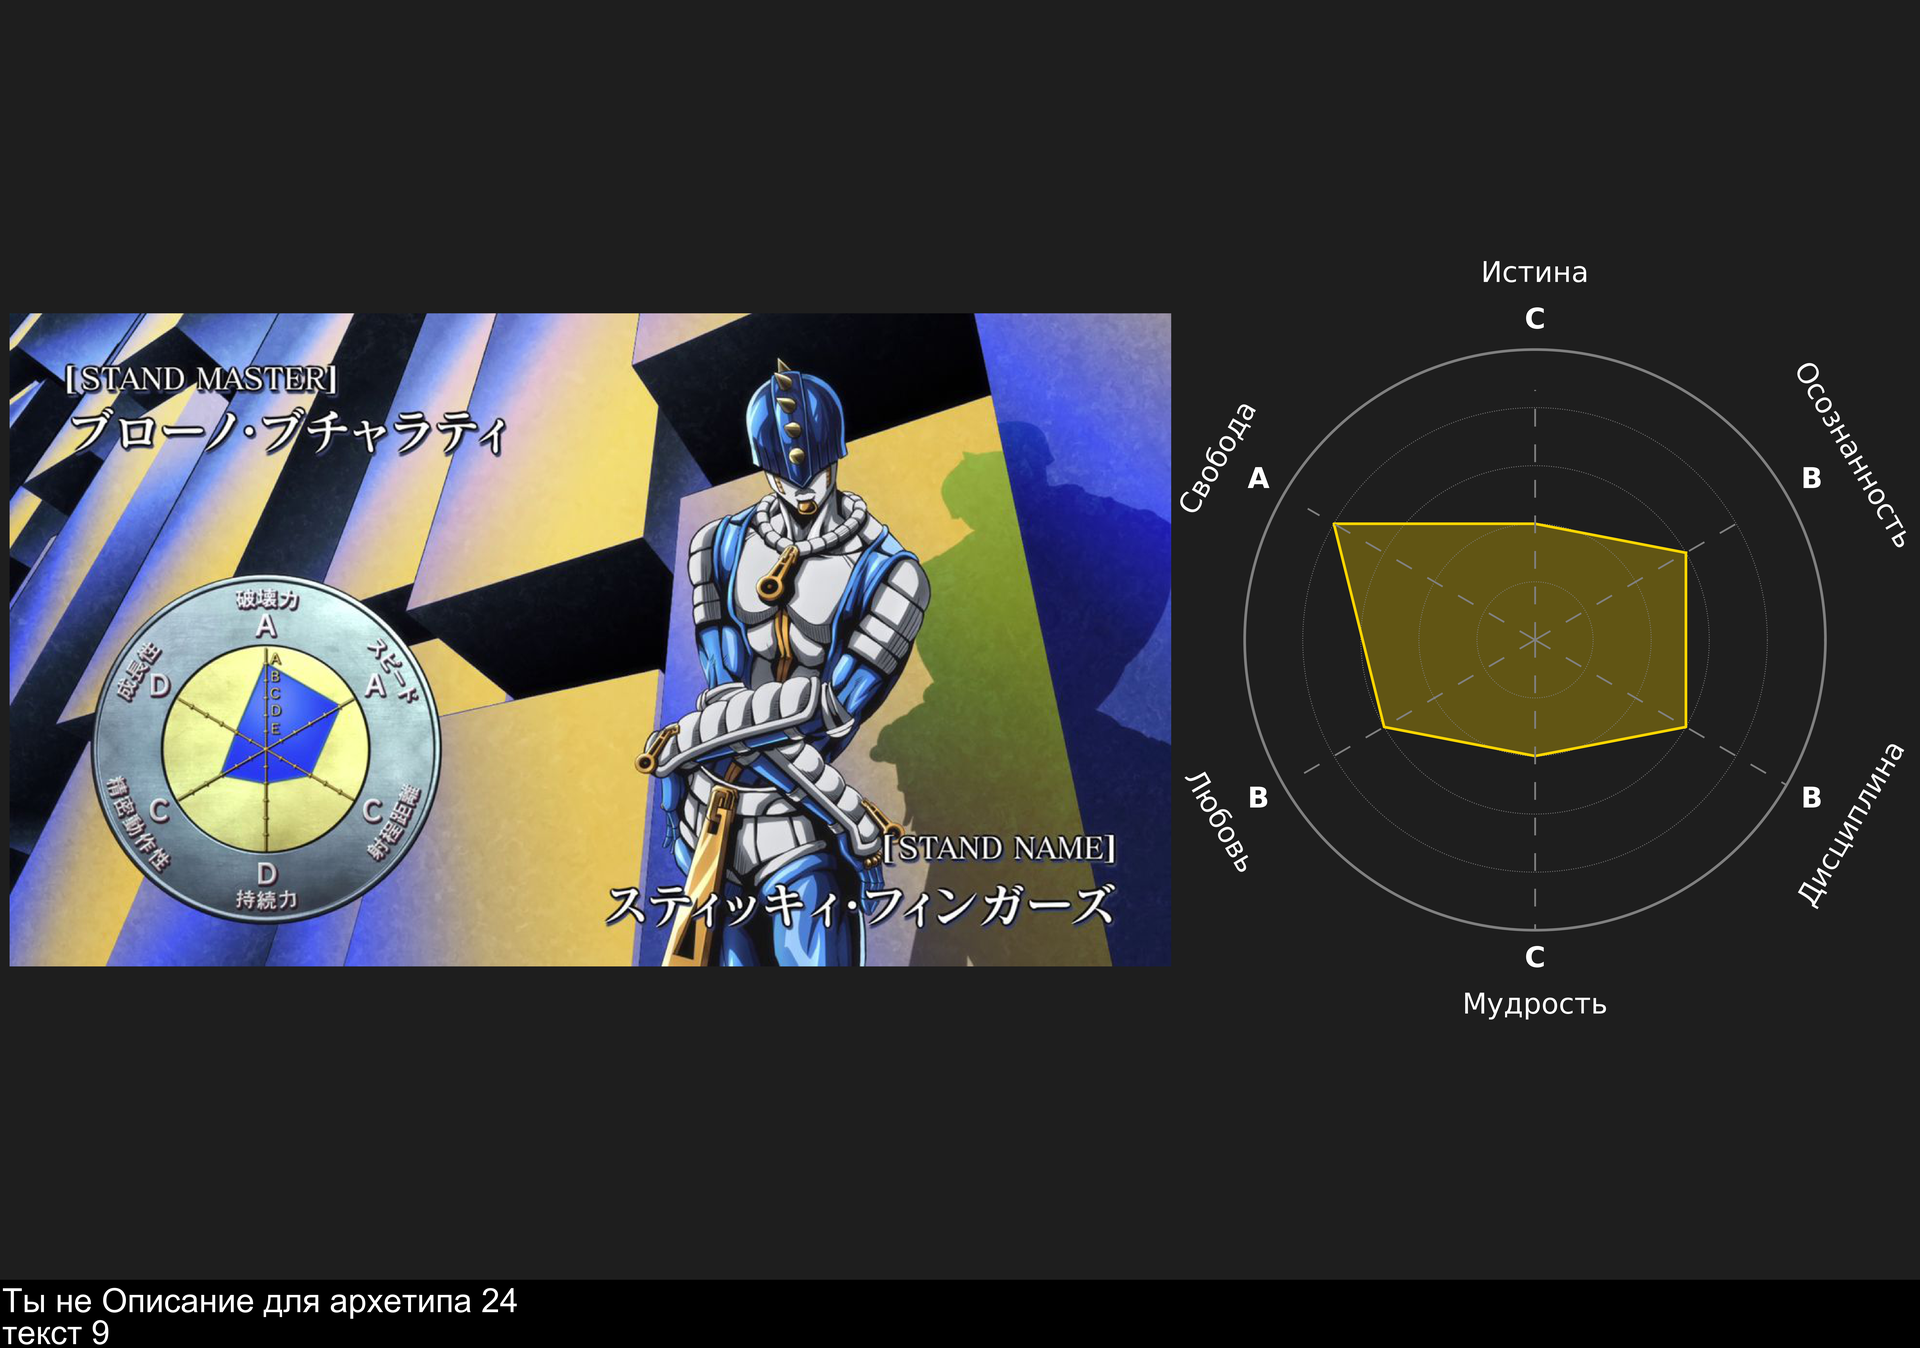 [STAND MASTER]
ブローノ・ブチャラティ
破壊力
A
スピード
A
射程距離
C
持続力
D
精密動作性
C
成長性
D
A
B
C
D
E
[STAND NAME]
スティッキィ・フィンガーズ
Истина
C
Осознанность
B
Дисциплина
B
C
Мудрость
Любовь
B
Свобода
A
Ты не Описание для архетипа 24
текст 9